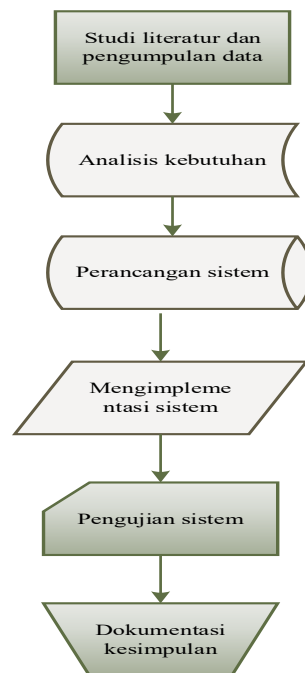 Studi literatur dan
pengumpulan data
Analisis kebutuhan
Perancangan sistem
Mengimpleme
ntasi sistem
Pengujian sistem
Dokumentasi
kesimpulan